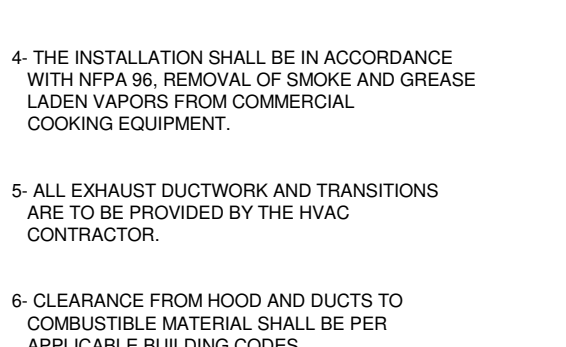 4- THE INSTALLATION SHALL BE IN ACCORDANCE
WITH NFPA 96, REMOVAL OF SMOKE AND GREASE
LADEN VAPORS FROM COMMERCIAL
COOKING EQUIPMENT.
5- ALL EXHAUST DUCTWORK AND TRANSITIONS
ARE TO BE PROVIDED BY THE HVAC
CONTRACTOR.
6- CLEARANCE FROM HOOD AND DUCTS TO
COMBUSTIBLE MATERIAL SHALL BE PER
APPLICABLE BUILDING CODES